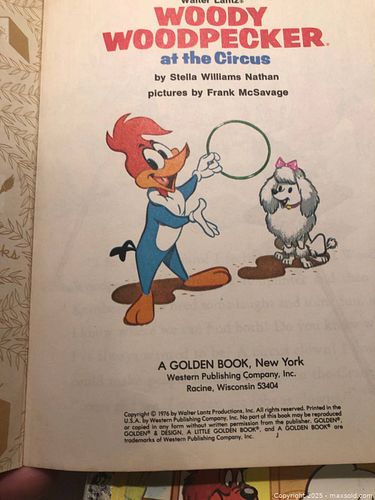 Walter Lantz®
WOODY
WOODPECKER®
at the Circus
by Stella Williams Nathan
pictures by Frank McSavage
A GOLDEN BOOK, New York
Western Publishing Company, Inc.
Racine, Wisconsin 53404
Copyright © 1976 by Walter Lantz Productions, Inc. All rights reserved. Printed in the
U.S.A. by Western Publishing Company, Inc. No part of this book may be reproduced
or copied in any form without written permission from the publisher. GOLDEN®,
GOLDEN® & DESIGN, A LITTLE GOLDEN BOOK®, and A GOLDEN BOOK® are
trademarks of Western Publishing Company, Inc.
J
Copyright © 2025 - maxsold.com